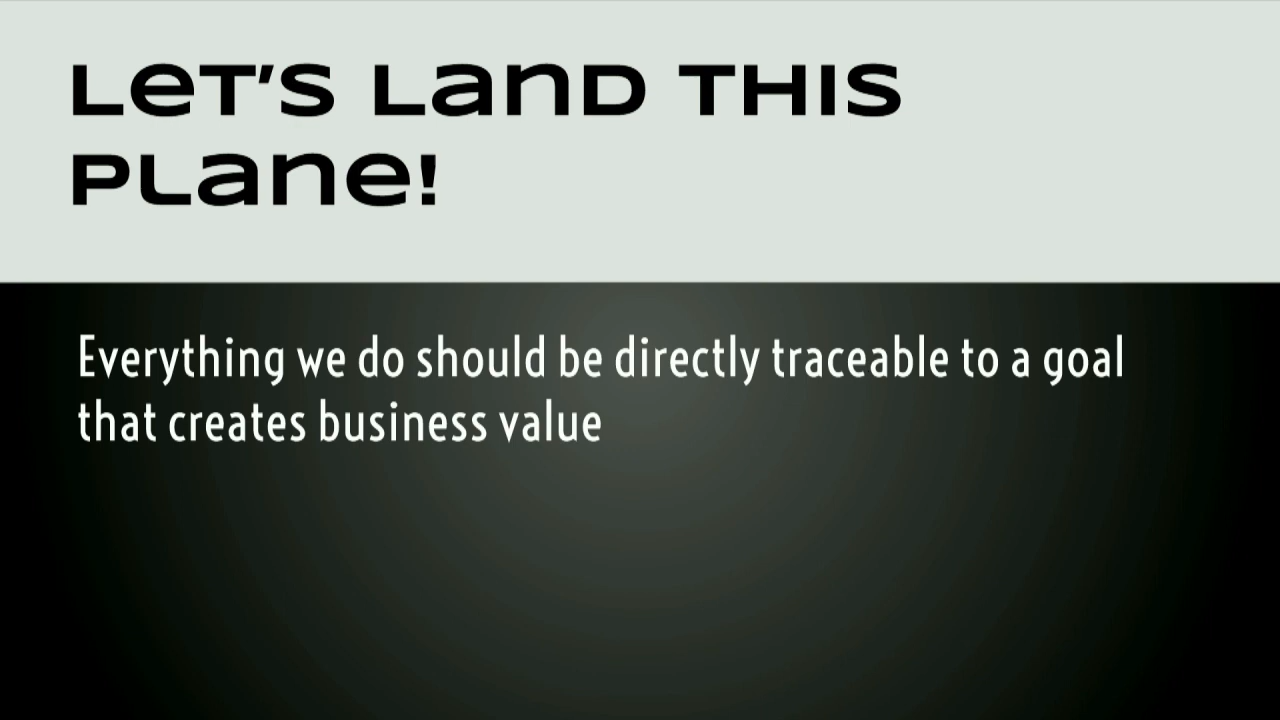 Let's Land This
Plane!
Everything we do should be directly traceable to a goal
that creates business value